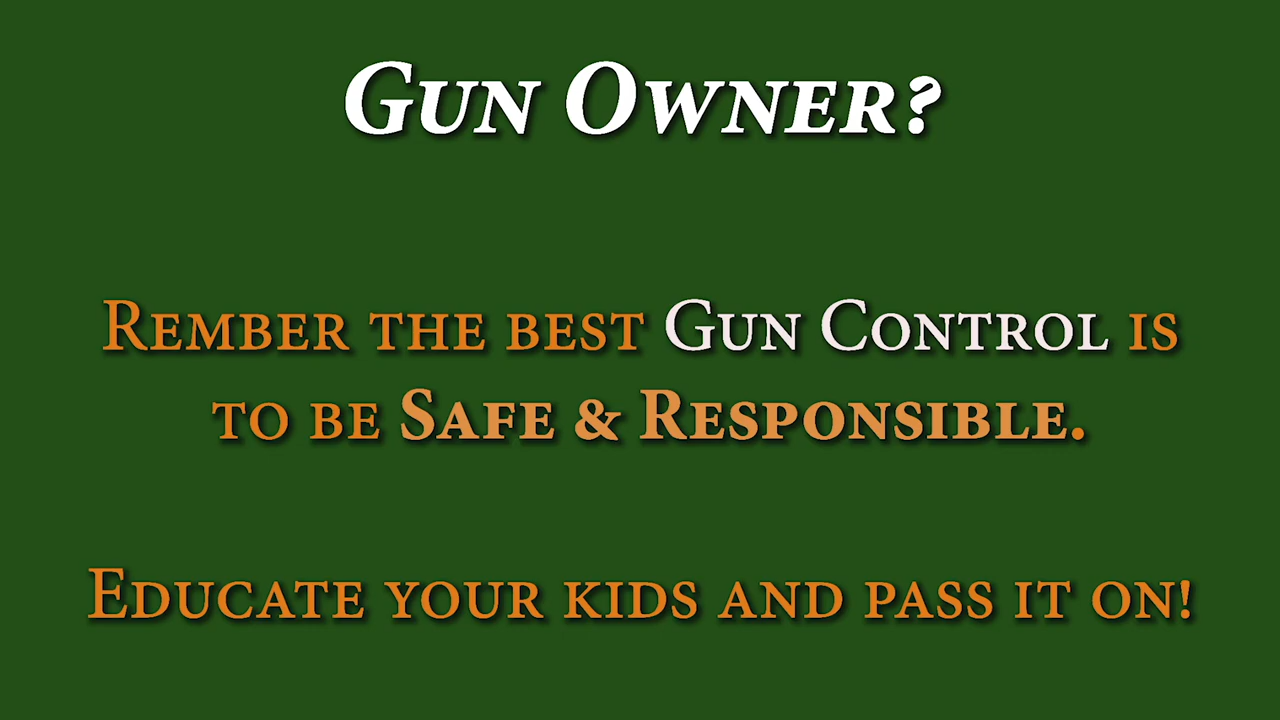 Gun Owner?
Rember the best Gun Control is
to be Safe & Responsible.
Educate your kids and pass it on!